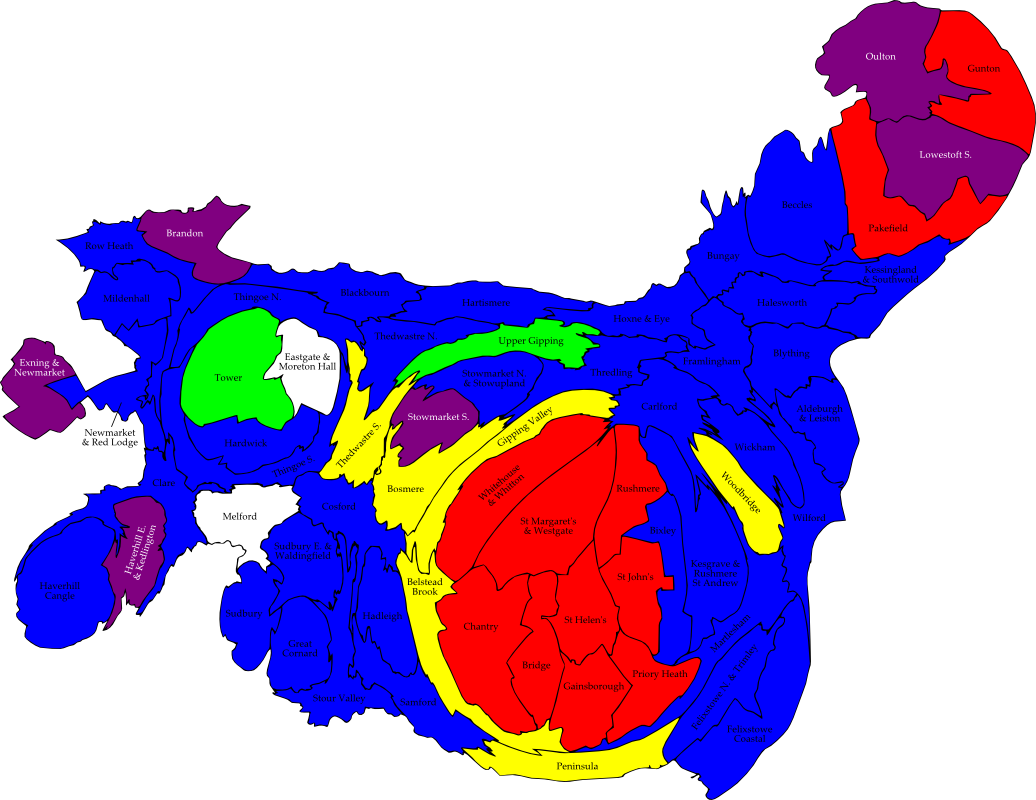 Oulton
Gunton
Lowestoft S.
Pakefield
Beccles
Bungay
Kessingland
& Southwold
Halesworth
Brandon
Row Heath
Mildenhall
Thingoe N.
Blackbourn
Hartismere
Hoxne & Eye
Thedwastre N.
Upper Gipping
Framlingham
Blything
Exning &
Newmarket
Eastgate &
Moreton Hall
Tower
Stowmarket N.
& Stowupland
Thredling
Carlford
Aldeburgh
& Leiston
Newmarket
& Red Lodge
Stowmarket S.
Gipping Valley
Hardwick
Thedwastre S.
Thingoe S.
Wickham
Clare
Whitehouse
& Whitton
Rushmere
Woodbridge
Bosmere
Cosford
Melford
St Margaret's
& Westgate
Bixley
Wilford
Haverhill E.
& Kedington
Sudbury E. &
Waldingfield
Haverhill
Cangle
Belstead
Brook
St John's
Kesgrave &
Rushmere
St Andrew
Sudbury
Hadleigh
Chantry
St Helen's
Martlesham
Great
Cornard
Bridge
Gainsborough
Priory Heath
Felixstowe N. & Trimley
Stour Valley
Samford
Felixstowe
Coastal
Peninsula